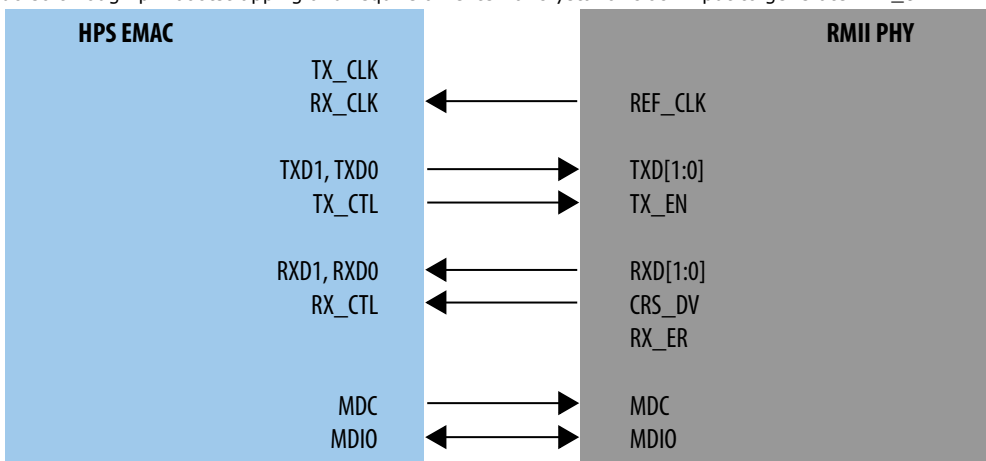 HPS EMAC RMII PHY
TX_CLK
RX_CLK REF_CLK
TXD1, TXD0 TXD[1:0]
TX_CTL TX_EN
RXD1, RXD0 RXD[1:0]
RX_CTL CRS_DV
RX_ER
MDC MDC
MDIO MDIO